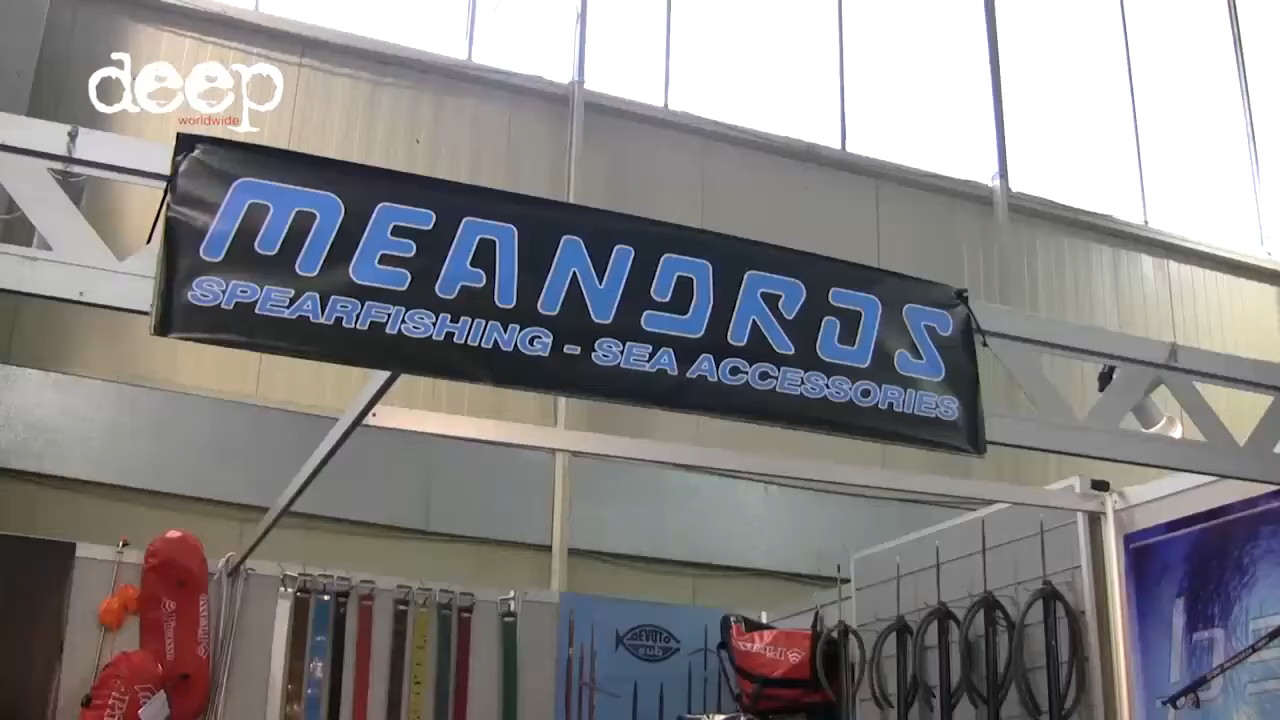 deep
worldwide
MEANDROS
SPEARFISHING - SEA ACCESSORIES
DEVOTO
sub